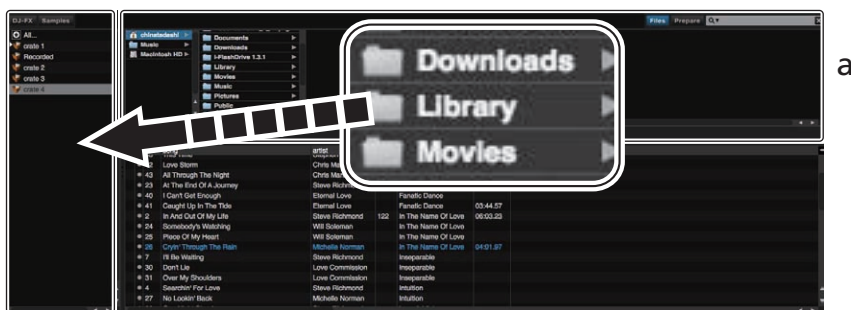 DJ-FX Samples
All...
crate 1
Recorded
crate 2
crate 3
crate 4
chinatadeshi
Music
Macintosh HD
Documents
Downloads
i-FlashDrive 1.3.1
Library
Movies
Music
Pictures
Public
Files Prepare
Downloads
Library
Movies
a
song artist
Love Storm Chris Mar
43 All Through The Night Chris Mar
23 At The End Of A Journey Steve Richmo
40 I Can't Get Enough Eternal Love Fanatic Dance
41 Caught Up In The Tide Eternal Love Fanatic Dance 03:44.57
2 In And Out Of My Life Steve Richmond 122 In The Name Of Love 06:03.23
24 Somebody's Watching Will Soleman In The Name Of Love
25 Piece Of My Heart Will Soleman In The Name Of Love
26 Cryin' Through The Rain Michelle Norman In The Name Of Love 04:01.97
7 I'll Be Waiting Steve Richmond Inseparable
30 Don't Lie Love Commission Inseparable
31 Over My Shoulders Love Commission Inseparable
4 Searchin' For Love Steve Richmond Intuition
27 No Lookin' Back Michelle Norman Intuition